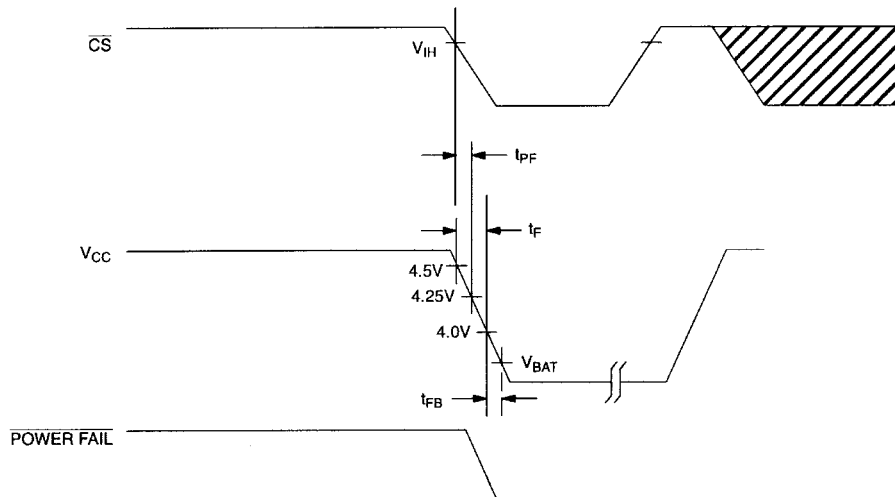 CS
V_IH
t_PF
t_F
V_CC
4.5V
4.25V
4.0V
V_BAT
t_FB
POWER FAIL